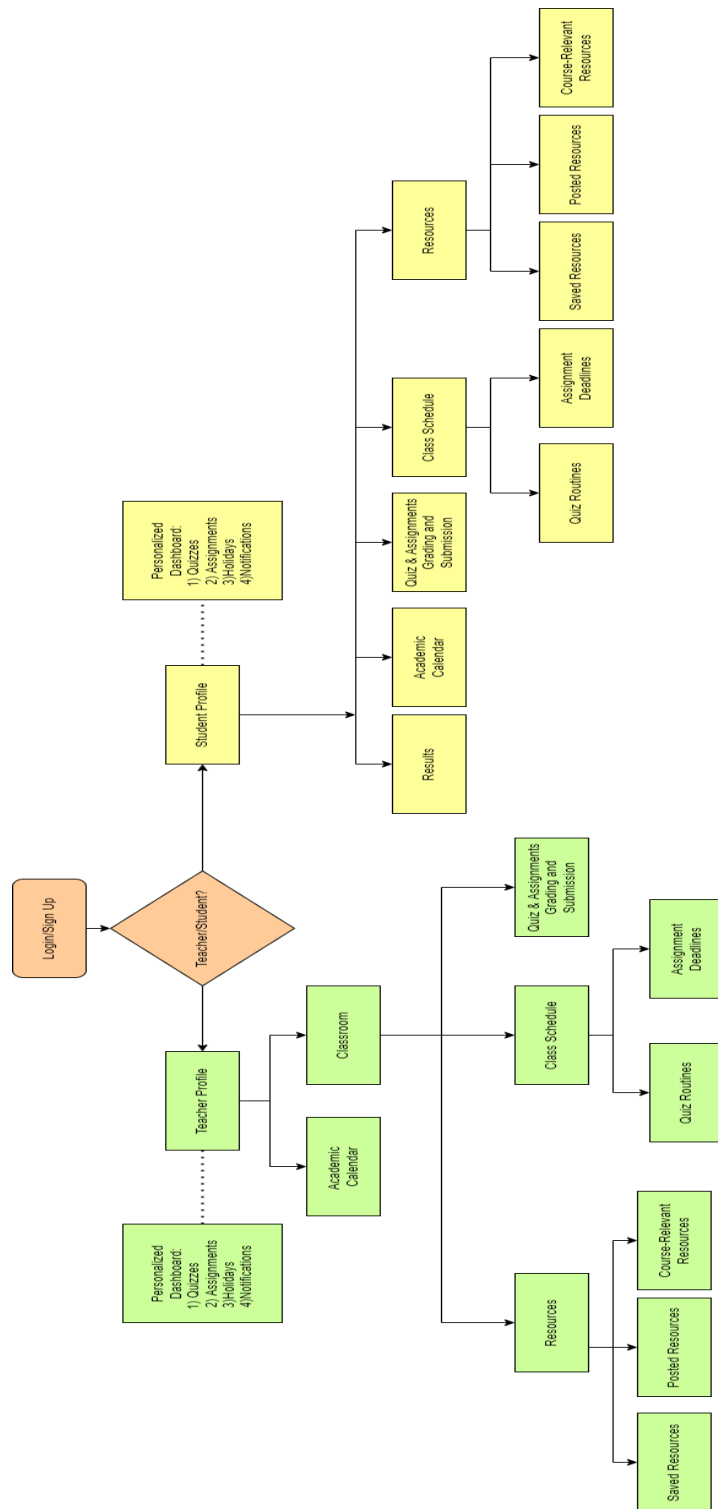 Login/Sign Up
Teacher/Student?
Personalized
Dashboard:
1) Quizzes
2) Assignments
3)Holidays
4)Notifications
Teacher Profile
Student Profile
Personalized
Dashboard:
1) Quizzes
2) Assignments
3)Holidays
4)Notifications
Academic
Calendar
Classroom
Results
Academic
Calendar
Quiz & Assignments
Grading and
Submission
Class Schedule
Resources
Resources
Class Schedule
Quiz & Assignments
Grading and
Submission
Quiz Routines
Assignment
Deadlines
Saved Resources
Posted Resources
Course-Relevant
Resources
Saved Resources
Posted Resources
Course-Relevant
Resources
Quiz Routines
Assignment
Deadlines